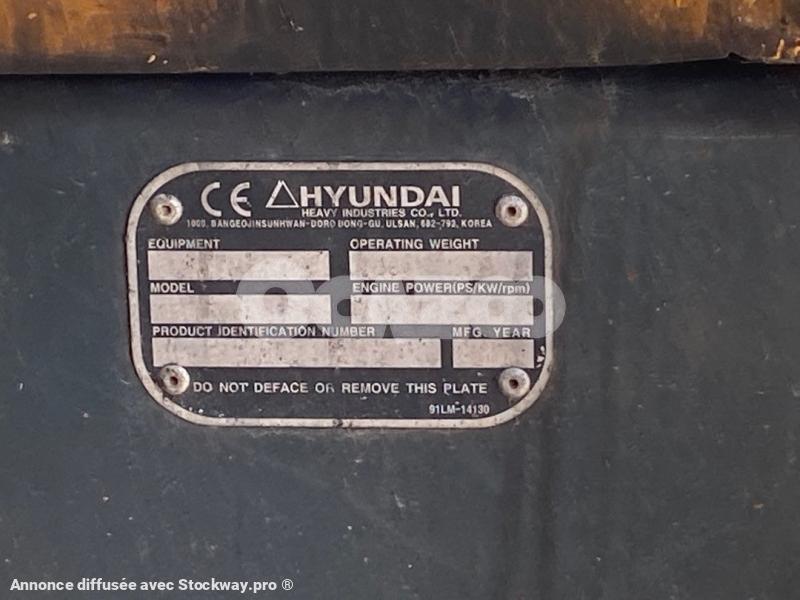 CE HYUNDAI
HEAVY INDUSTRIES CO., LTD.
1000, BANGEOJINSUNHWAN-DORO DONG-GU, ULSAN, 682-792, KOREA
EQUIPMENT OPERATING WEIGHT
MODEL ENGINE POWER(PS/KW/rpm)
PRODUCT IDENTIFICATION NUMBER MFG. YEAR
DO NOT DEFACE OR REMOVE THIS PLATE
91LM-14130
Annonce diffusée avec Stockway.pro ®